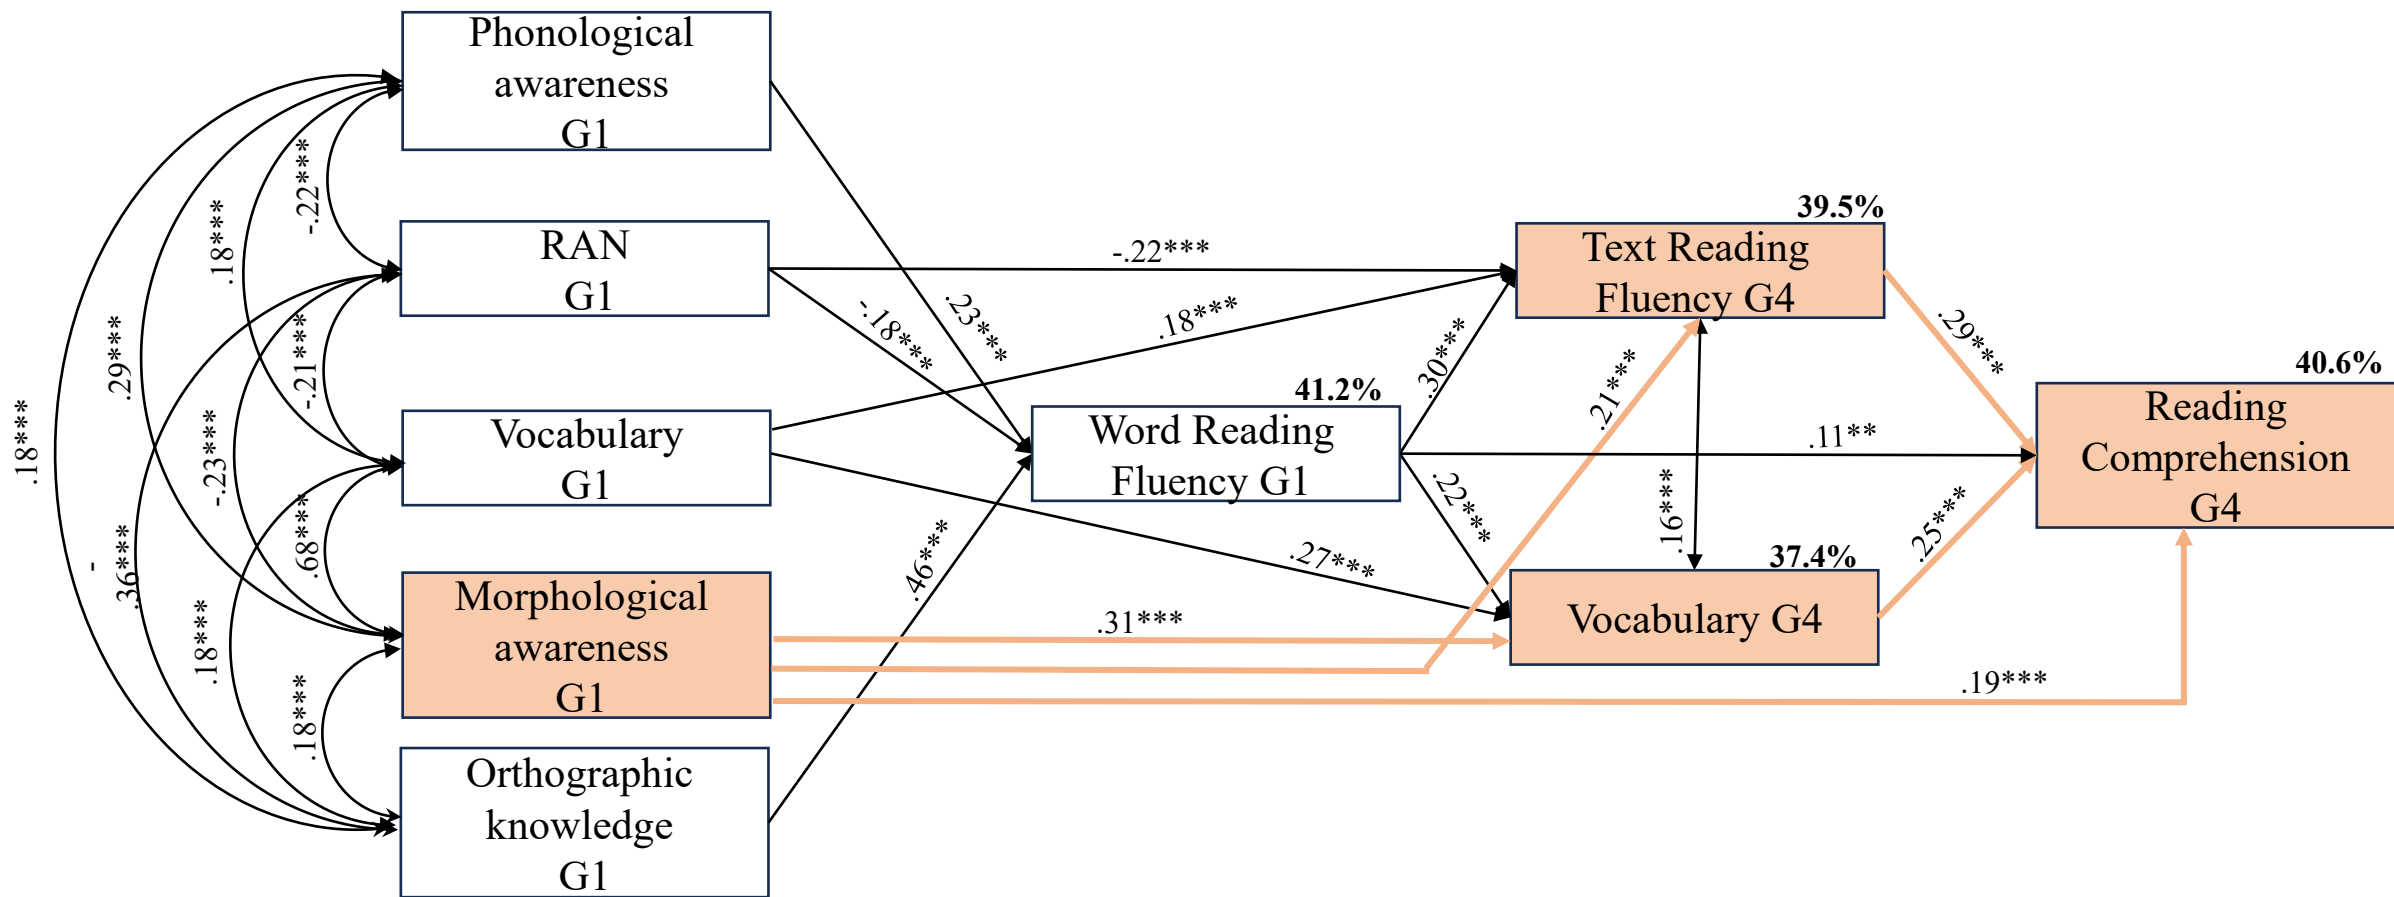 Phonological
awareness
G1
RAN
G1
Vocabulary
G1
Morphological
awareness
G1
Orthographic
knowledge
G1
.18***
.29***
.18***
-.22***
-.21***
-.23***
-
.36***
.68***
.18***
.18***
-.22***
.23***
-.18***
.18***
.27***
.46***
.31***
41.2%
Word Reading
Fluency G1
.30***
.21***
.22***
.11**
.16***
39.5%
Text Reading
Fluency G4
37.4%
Vocabulary G4
.29***
.25***
.19***
40.6%
Reading
Comprehension
G4